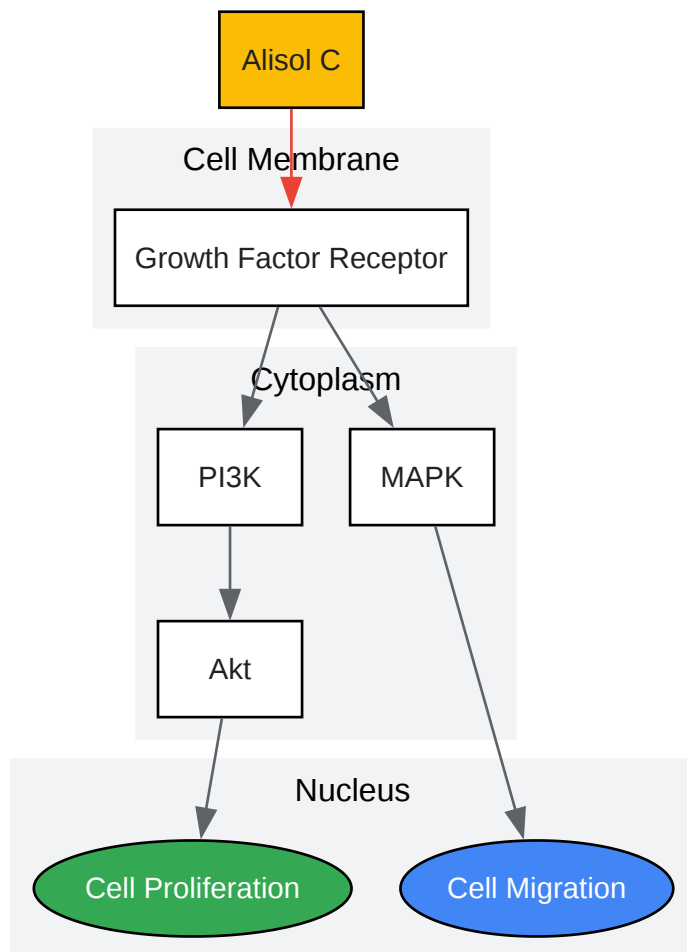 Alisol C
Cell Membrane
Growth Factor Receptor
Cytoplasm
PI3K
MAPK
Akt
Nucleus
Cell Proliferation
Cell Migration